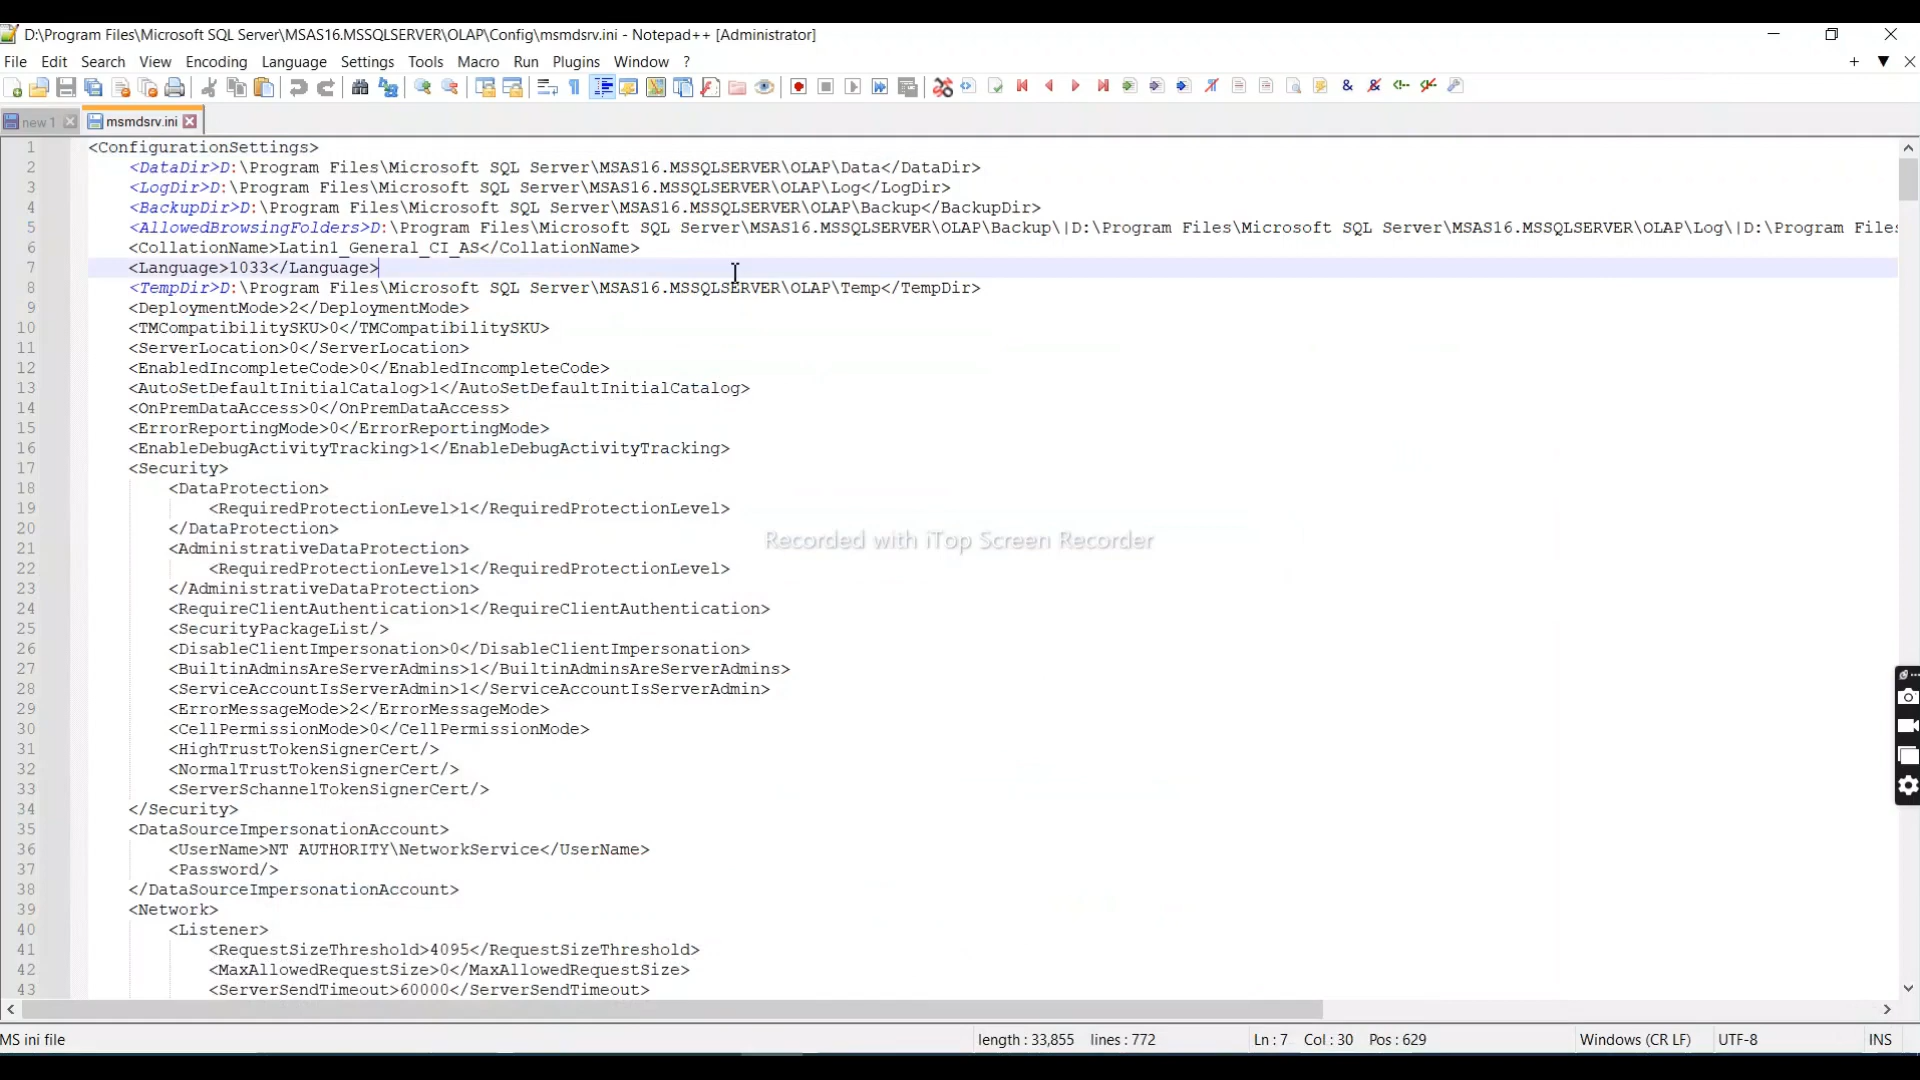 D:\Program Files\Microsoft SQL Server\MSAS16.MSSQLSERVER\OLAP\Config\msmdsrv.ini - Notepad++ [Administrator]
File Edit Search View Encoding Language Settings Tools Macro Run Plugins Window ?
new 1 msmdsrv.ini
1 <ConfigurationSettings>
2 <DataDir>D:\Program Files\Microsoft SQL Server\MSAS16.MSSQLSERVER\OLAP\Data</DataDir>
3 <LogDir>D:\Program Files\Microsoft SQL Server\MSAS16.MSSQLSERVER\OLAP\Log</LogDir>
4 <BackupDir>D:\Program Files\Microsoft SQL Server\MSAS16.MSSQLSERVER\OLAP\Backup</BackupDir>
5 <AllowedBrowsingFolders>D:\Program Files\Microsoft SQL Server\MSAS16.MSSQLSERVER\OLAP\Backup\|D:\Program Files\Microsoft SQL Server\MSAS16.MSSQLSERVER\OLAP\Log\|D:\Program Files
6 <CollationName>Latin1_General_CI_AS</CollationName>
7 <Language>1033</Language>
8 <TempDir>D:\Program Files\Microsoft SQL Server\MSAS16.MSSQLSERVER\OLAP\Temp</TempDir>
9 <DeploymentMode>2</DeploymentMode>
10 <TMCompatibilitySKU>0</TMCompatibilitySKU>
11 <ServerLocation>0</ServerLocation>
12 <EnabledIncompleteCode>0</EnabledIncompleteCode>
13 <AutoSetDefaultInitialCatalog>1</AutoSetDefaultInitialCatalog>
14 <OnPremDataAccess>0</OnPremDataAccess>
15 <ErrorReportingMode>0</ErrorReportingMode>
16 <EnableDebugActivityTracking>1</EnableDebugActivityTracking>
17 <Security>
18 <DataProtection>
19 <RequiredProtectionLevel>1</RequiredProtectionLevel>
20 </DataProtection>
21 <AdministrativeDataProtection>
22 <RequiredProtectionLevel>1</RequiredProtectionLevel>
23 </AdministrativeDataProtection>
24 <RequireClientAuthentication>1</RequireClientAuthentication>
25 <SecurityPackageList/>
26 <DisableClientImpersonation>0</DisableClientImpersonation>
27 <BuiltinAdminsAreServerAdmins>1</BuiltinAdminsAreServerAdmins>
28 <ServiceAccountIsServerAdmin>1</ServiceAccountIsServerAdmin>
29 <ErrorMessageMode>2</ErrorMessageMode>
30 <CellPermissionMode>0</CellPermissionMode>
31 <HighTrustTokenSignerCert/>
32 <NormalTrustTokenSignerCert/>
33 <ServerSchannelTokenSignerCert/>
34 </Security>
35 <DataSourceImpersonationAccount>
36 <UserName>NT AUTHORITY\NetworkService</UserName>
37 <Password/>
38 </DataSourceImpersonationAccount>
39 <Network>
40 <Listener>
41 <RequestSizeThreshold>4095</RequestSizeThreshold>
42 <MaxAllowedRequestSize>0</MaxAllowedRequestSize>
43 <ServerSendTimeout>60000</ServerSendTimeout>
Recorded with iTop Screen Recorder
MS ini file length : 33,855 lines : 772 Ln : 7 Col : 30 Pos : 629 Windows (CR LF) UTF-8 INS